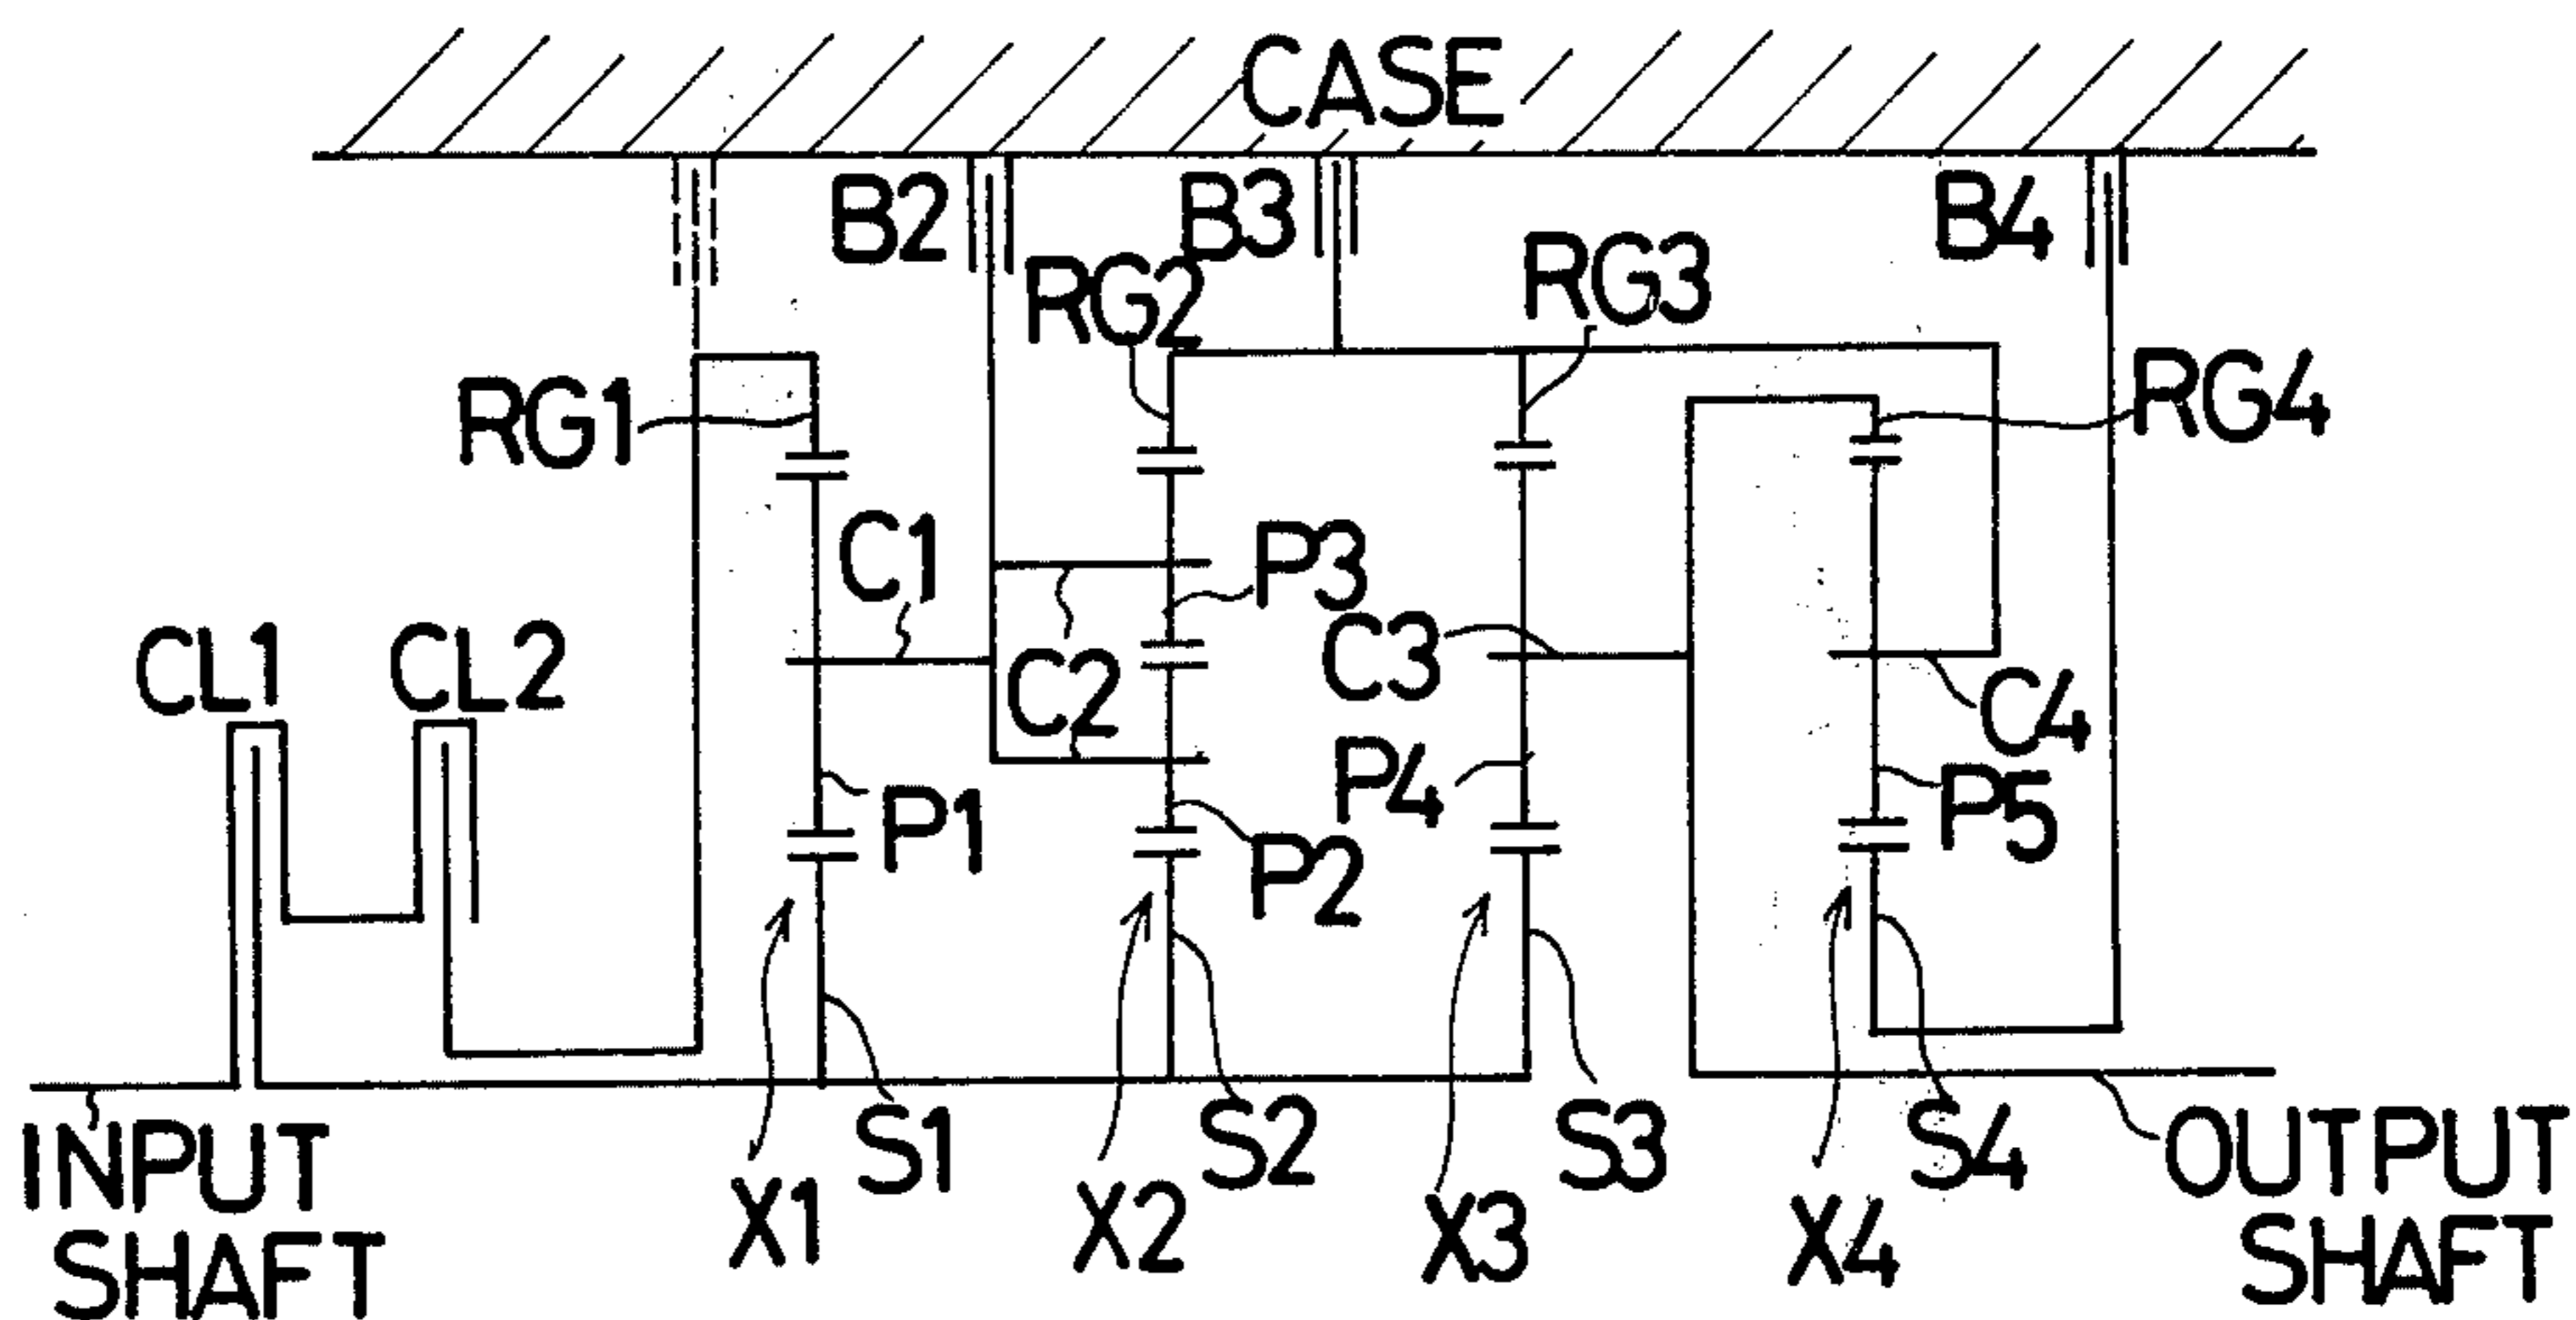 CASE
B2
B3
B4
RG2
RG3
RG1
RG4
C1
P3
CL1
CL2
C2
C3
C4
P1
P4
P5
P2
S1
S2
S3
S4
INPUT
SHAFT
X1
X2
X3
X4
OUTPUT
SHAFT